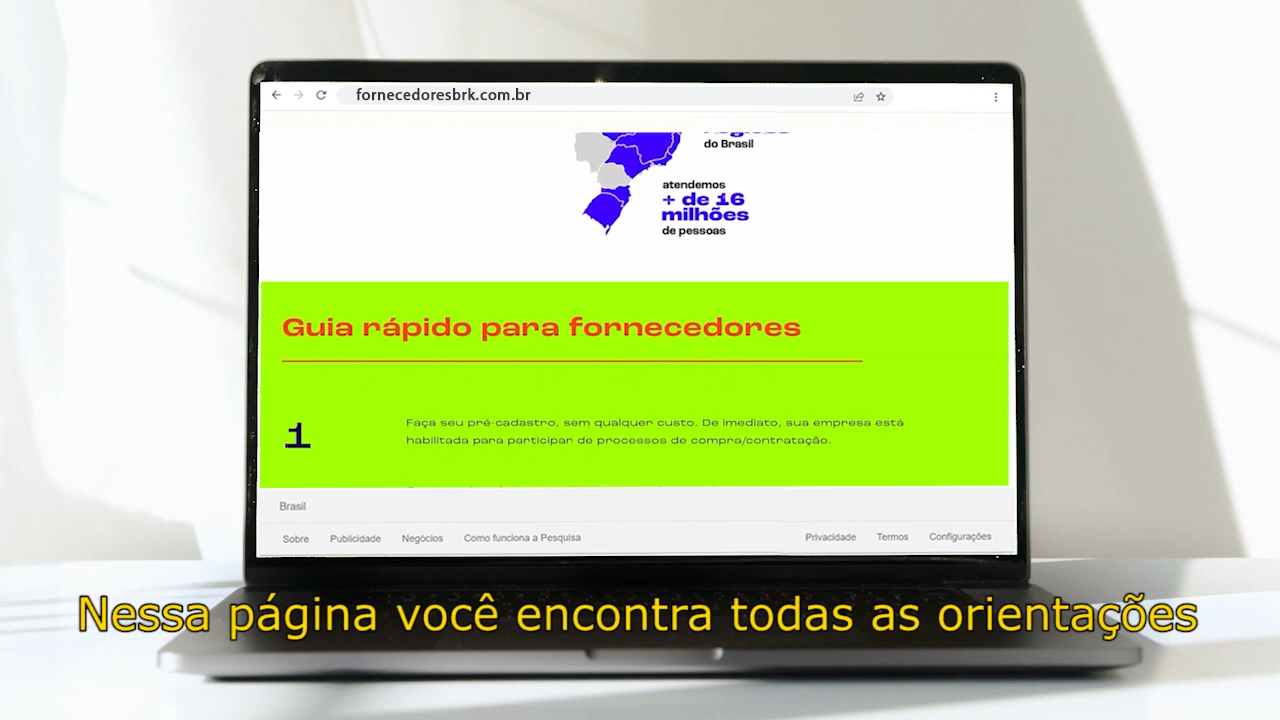 fornecedoresbrk.com.br
do Brasil
atendemos
+ de 16
milhões
de pessoas
Guia rápido para fornecedores
1
Faça seu pré-cadastro, sem qualquer custo. De imediato, sua empresa está
habilitada para participar de processos de compra/contratação.
Brasil
Sobre Publicidade Negócios Como funciona a Pesquisa Privacidade Termos Configurações
Nessa página você encontra todas as orientações